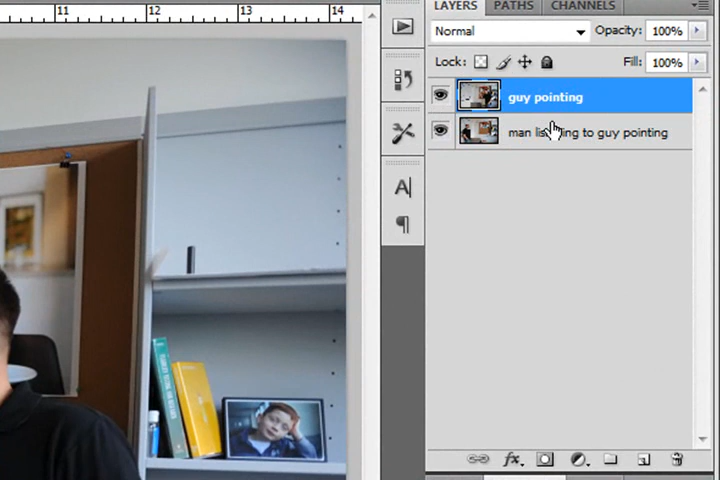 11 12 13 14
LAYERS PATHS CHANNELS
Normal Opacity: 100%
Lock: Fill: 100%
guy pointing
man listening to guy pointing
A
fx